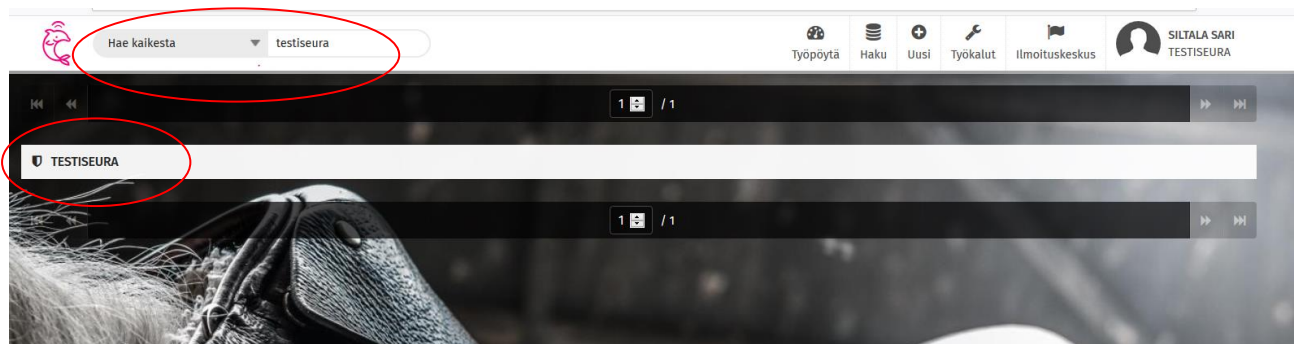 Hae kaikesta testiseura
Työpöytä Haku Uusi Työkalut Ilmoituskeskus
SILTALA SARI
TESTISEURA
1 / 1
TESTISEURA
1 / 1